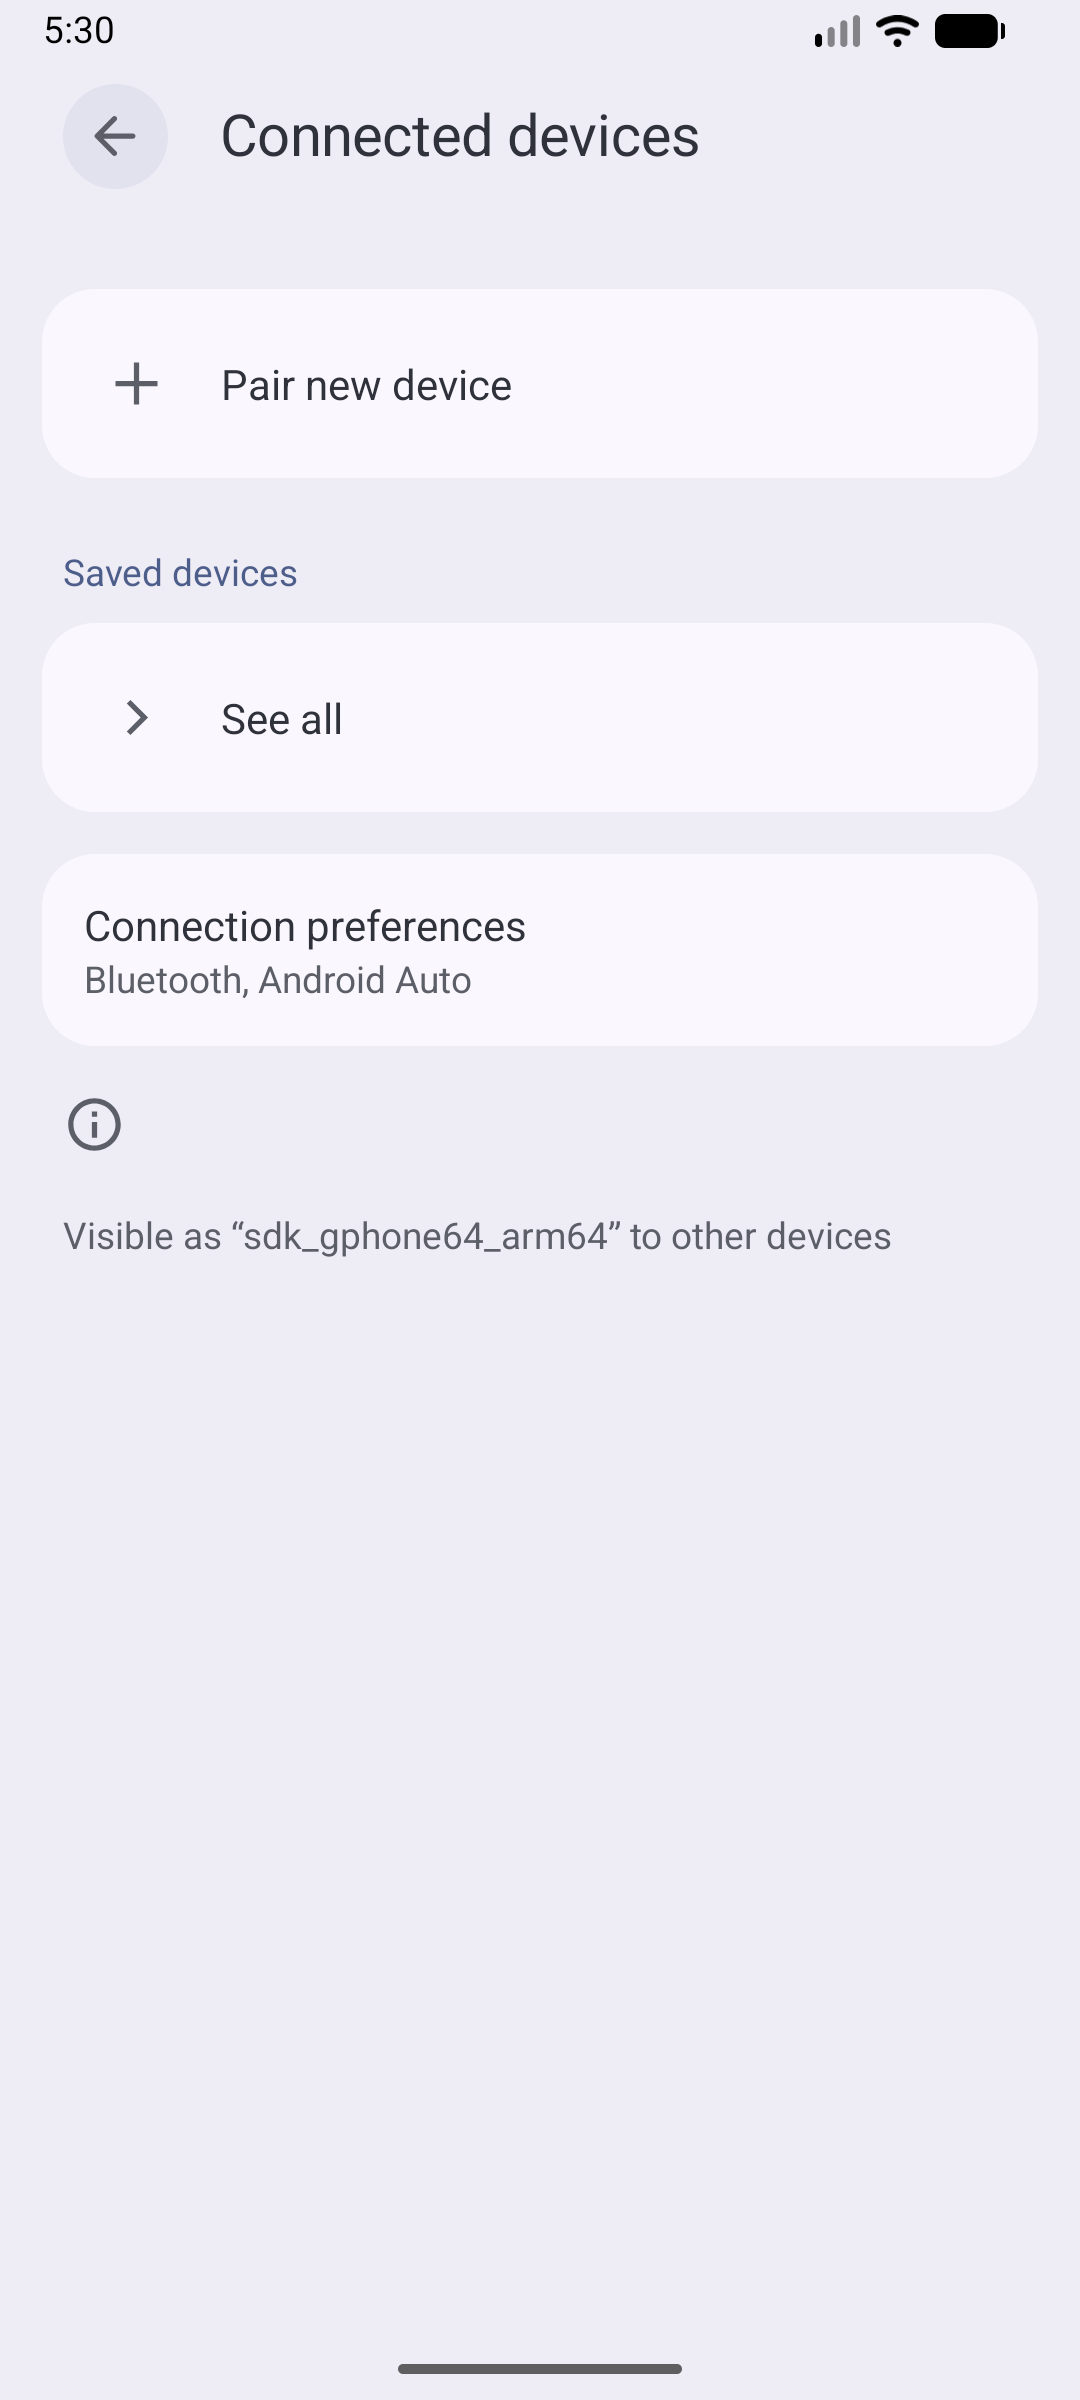 5:30
Connected devices
Pair new device
Saved devices
See all
Connection preferences
Bluetooth, Android Auto
Visible as “sdk_gphone64_arm64” to other devices